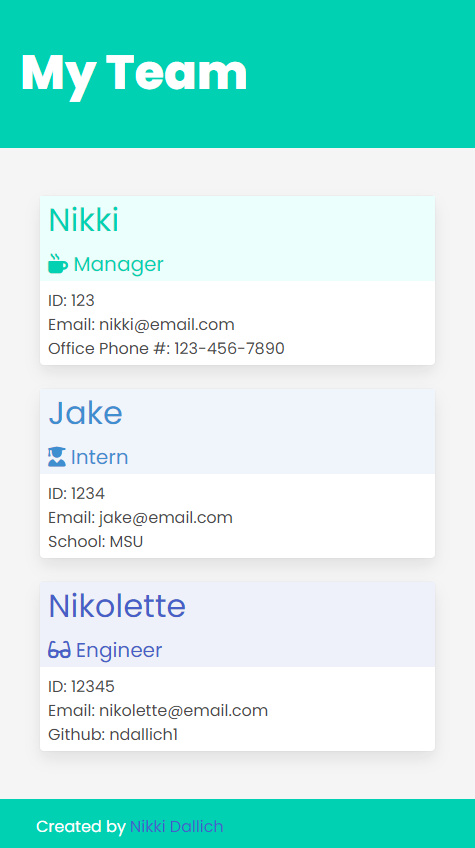 My Team
Nikki
Manager
ID: 123
Email: nikki@email.com
Office Phone #: 123-456-7890
Jake
Intern
ID: 1234
Email: jake@email.com
School: MSU
Nikolette
Engineer
ID: 12345
Email: nikolette@email.com
Github: ndallich1
Created by Nikki Dallich